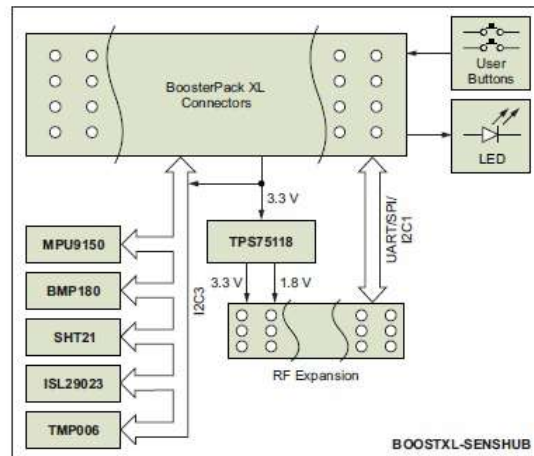 BoosterPack XL
Connectors
User
Buttons
LED
3.3 V
MPU9150
BMP180
SHT21
ISL29023
TMP006
I2C3
TPS75118
3.3 V
1.8 V
UART/SPI/
I2C1
RF Expansion
BOOSTXL-SENSHUB